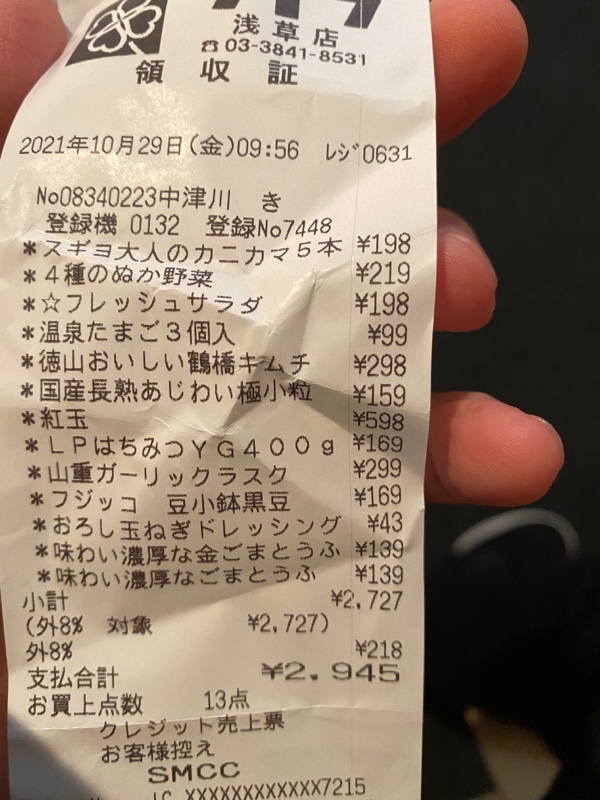 浅草店
☎03-3841-8531
領収証
2021年10月29日(金)09:56 ﾚｼﾞ0631
No08340223中津川 き
登録機 0132 登録No7448
*スギヨ大人のカニカマ5本 ¥198
*4種のぬか野菜 ¥219
*☆フレッシュサラダ ¥198
*温泉たまご3個入 ¥99
*徳山おいしい鶴橋キムチ ¥298
*国産長熟あじわい極小粒 ¥159
*紅玉 ¥598
*LPはちみつYG400g ¥169
*山重ガーリックラスク ¥299
*フジッコ 豆小鉢黒豆 ¥169
*おろし玉ねぎドレッシング ¥43
*味わい濃厚な金ごまとうふ ¥139
*味わい濃厚なごまとうふ ¥139
小計 ¥2,727
(外8% 対象 ¥2,727)
外8% ¥218
支払合計 ¥2,945
お買上点数 13点
クレジット売上票
お客様控え
SMCC
XXXXXXXXXXXX7215